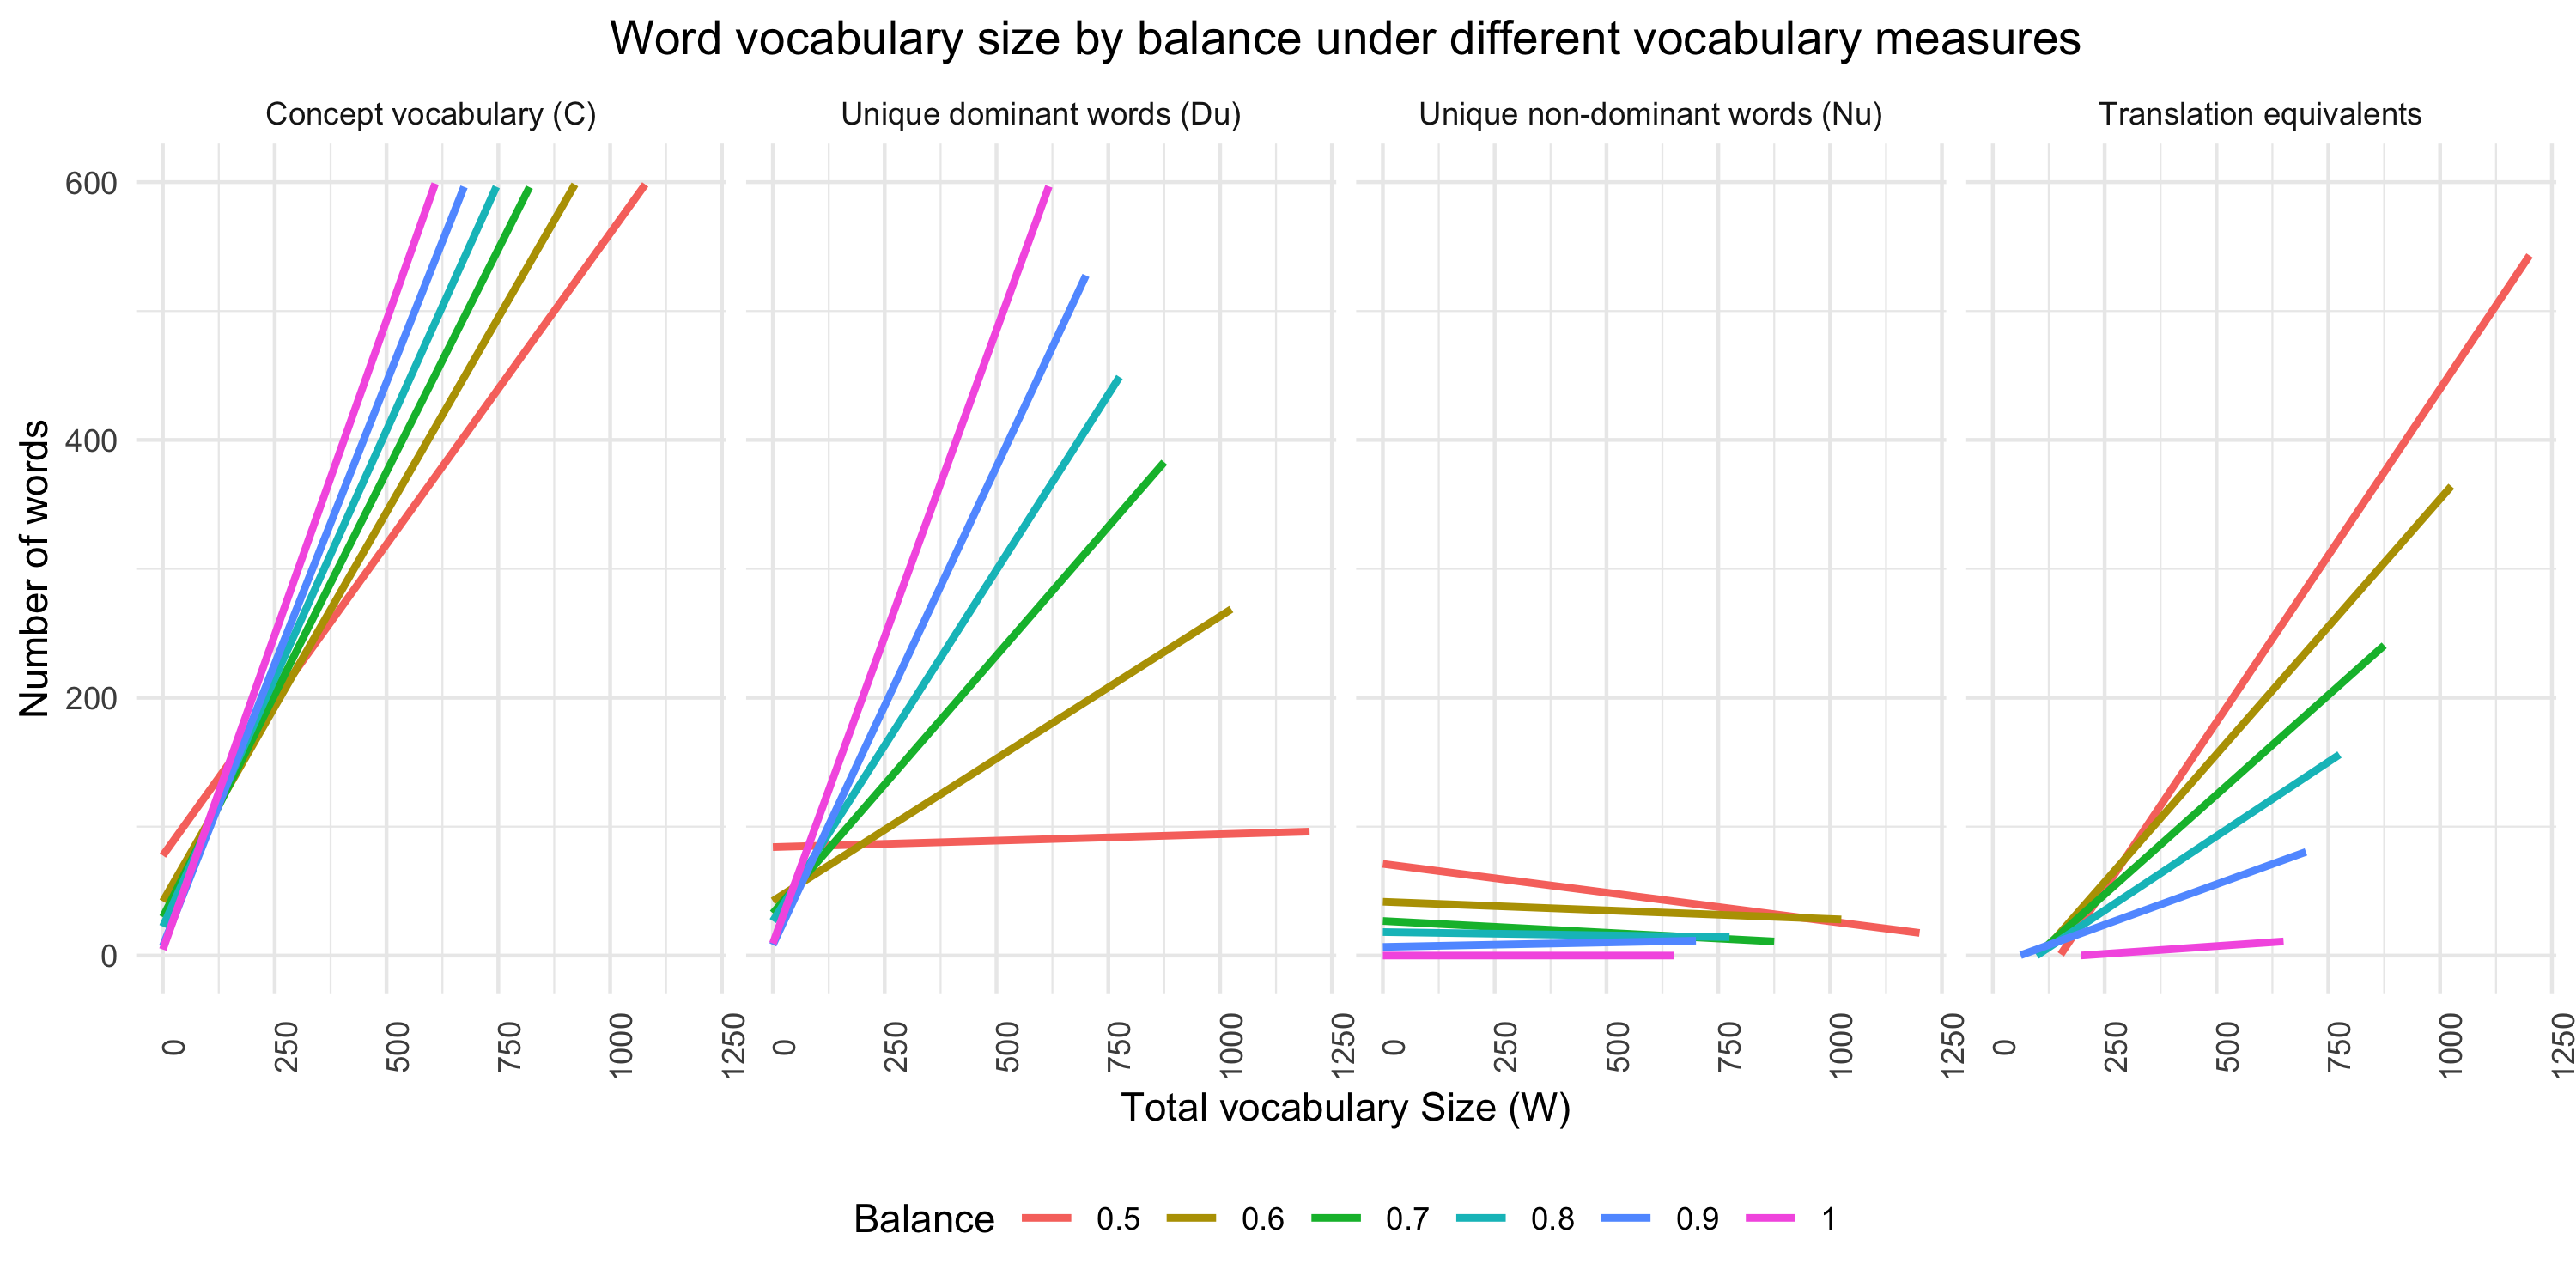 Word vocabulary size by balance under different vocabulary measures
Concept vocabulary (C)
Unique dominant words (Du)
Unique non-dominant words (Nu)
Translation equivalents
Number of words
600
400
200
0
0 250 500 750 1000 1250
0 250 500 750 1000 1250
0 250 500 750 1000 1250
0 250 500 750 1000 1250
Total vocabulary Size (W)
Balance 0.5 0.6 0.7 0.8 0.9 1